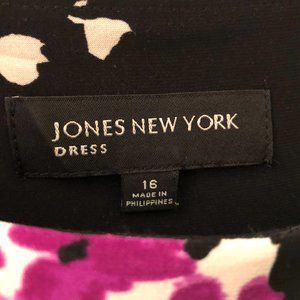 JONES NEW YORK
DRESS
16
MADE IN
PHILIPPINES